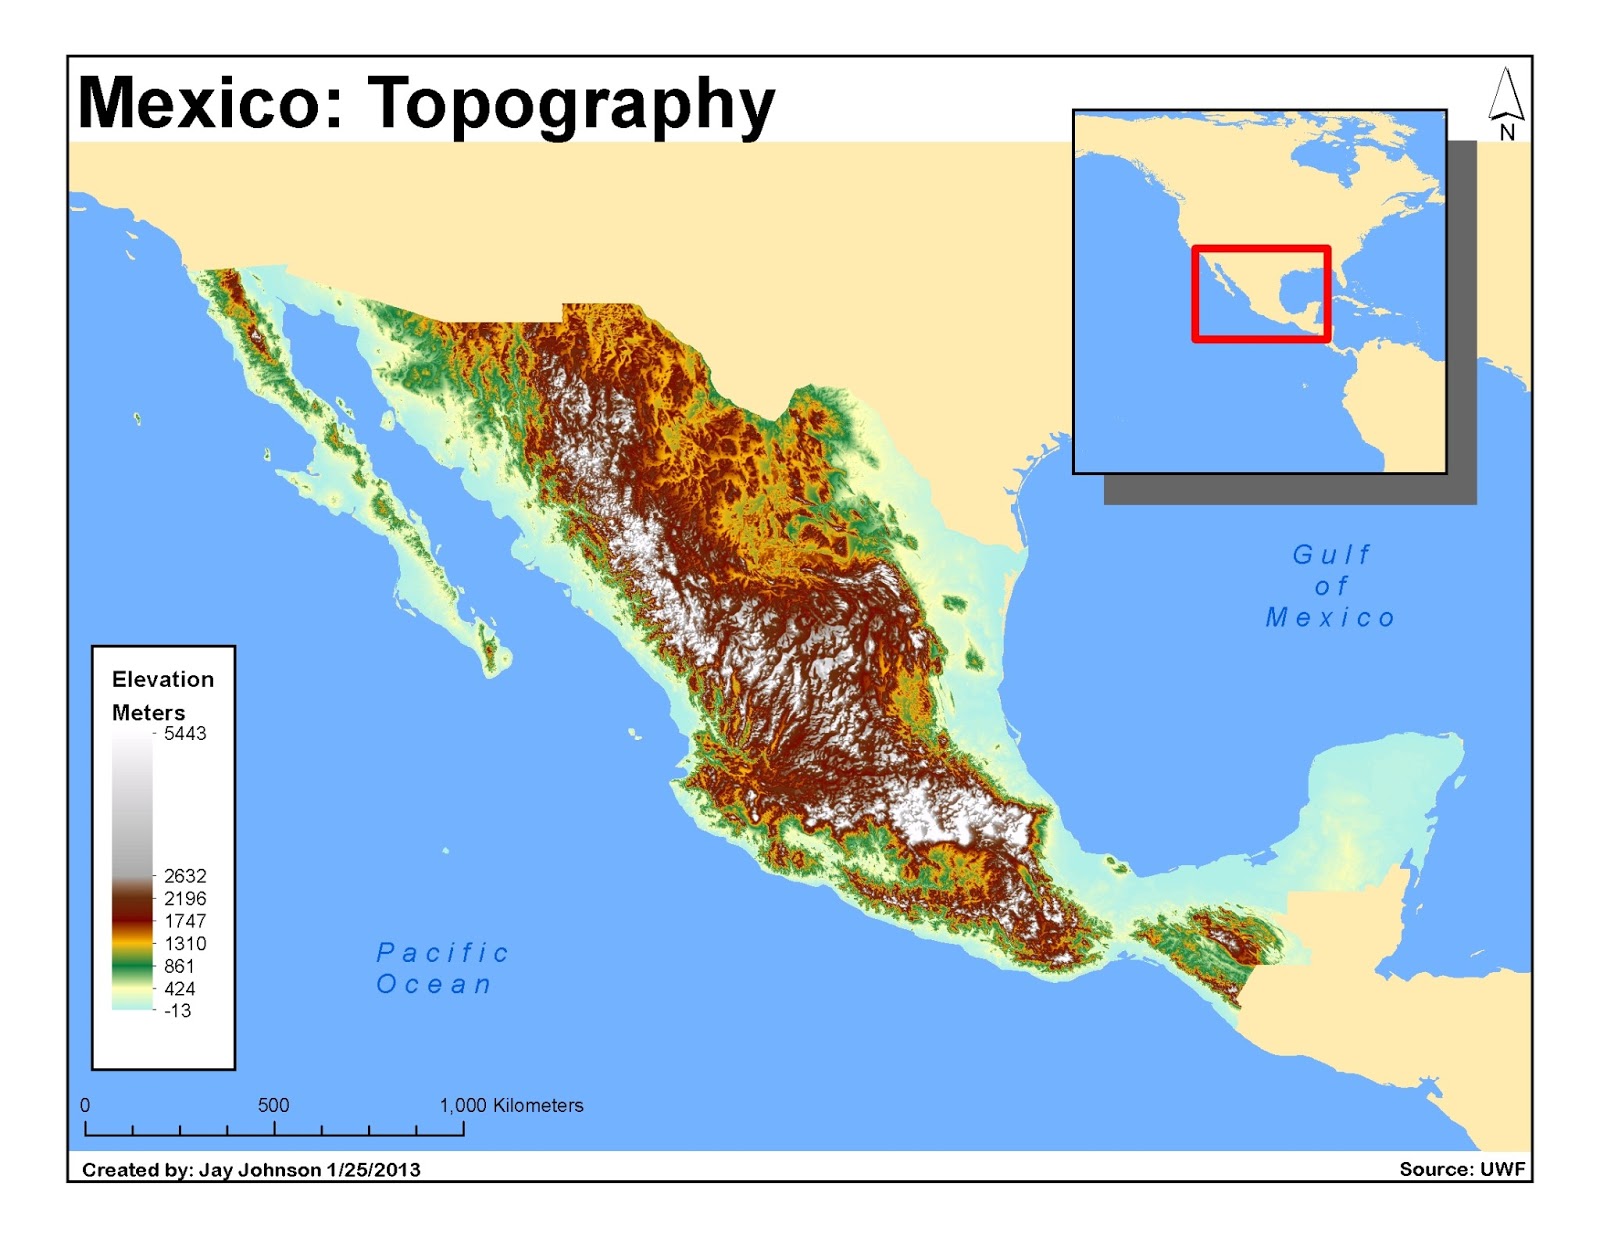 Mexico: Topography
N
Gulf
of
Mexico
Elevation
Meters
5443
2632
2196
1747
1310
861
424
-13
Pacific
Ocean
0 500 1,000 Kilometers
Created by: Jay Johnson 1/25/2013
Source: UWF